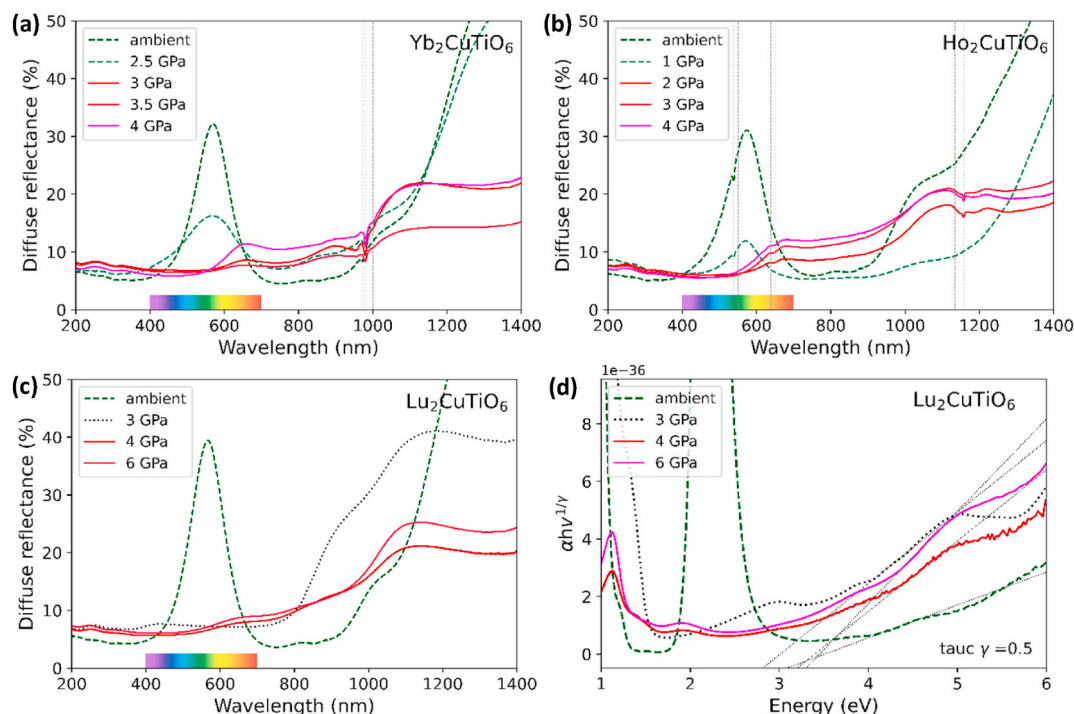 (a)
Yb₂CuTiO₆
ambient
2.5 GPa
3 GPa
3.5 GPa
4 GPa
Diffuse reflectance (%)
50
40
30
20
10
0
200 400 600 800 1000 1200 1400
Wavelength (nm)
(b)
Ho₂CuTiO₆
ambient
1 GPa
2 GPa
3 GPa
4 GPa
Diffuse reflectance (%)
50
40
30
20
10
0
200 400 600 800 1000 1200 1400
Wavelength (nm)
(c)
Lu₂CuTiO₆
ambient
3 GPa
4 GPa
6 GPa
Diffuse reflectance (%)
50
40
30
20
10
0
200 400 600 800 1000 1200 1400
Wavelength (nm)
(d)
1e−36
Lu₂CuTiO₆
ambient
3 GPa
4 GPa
6 GPa
αhν^{1/γ}
8
6
4
2
0
tauc γ =0.5
1 2 3 4 5 6
Energy (eV)